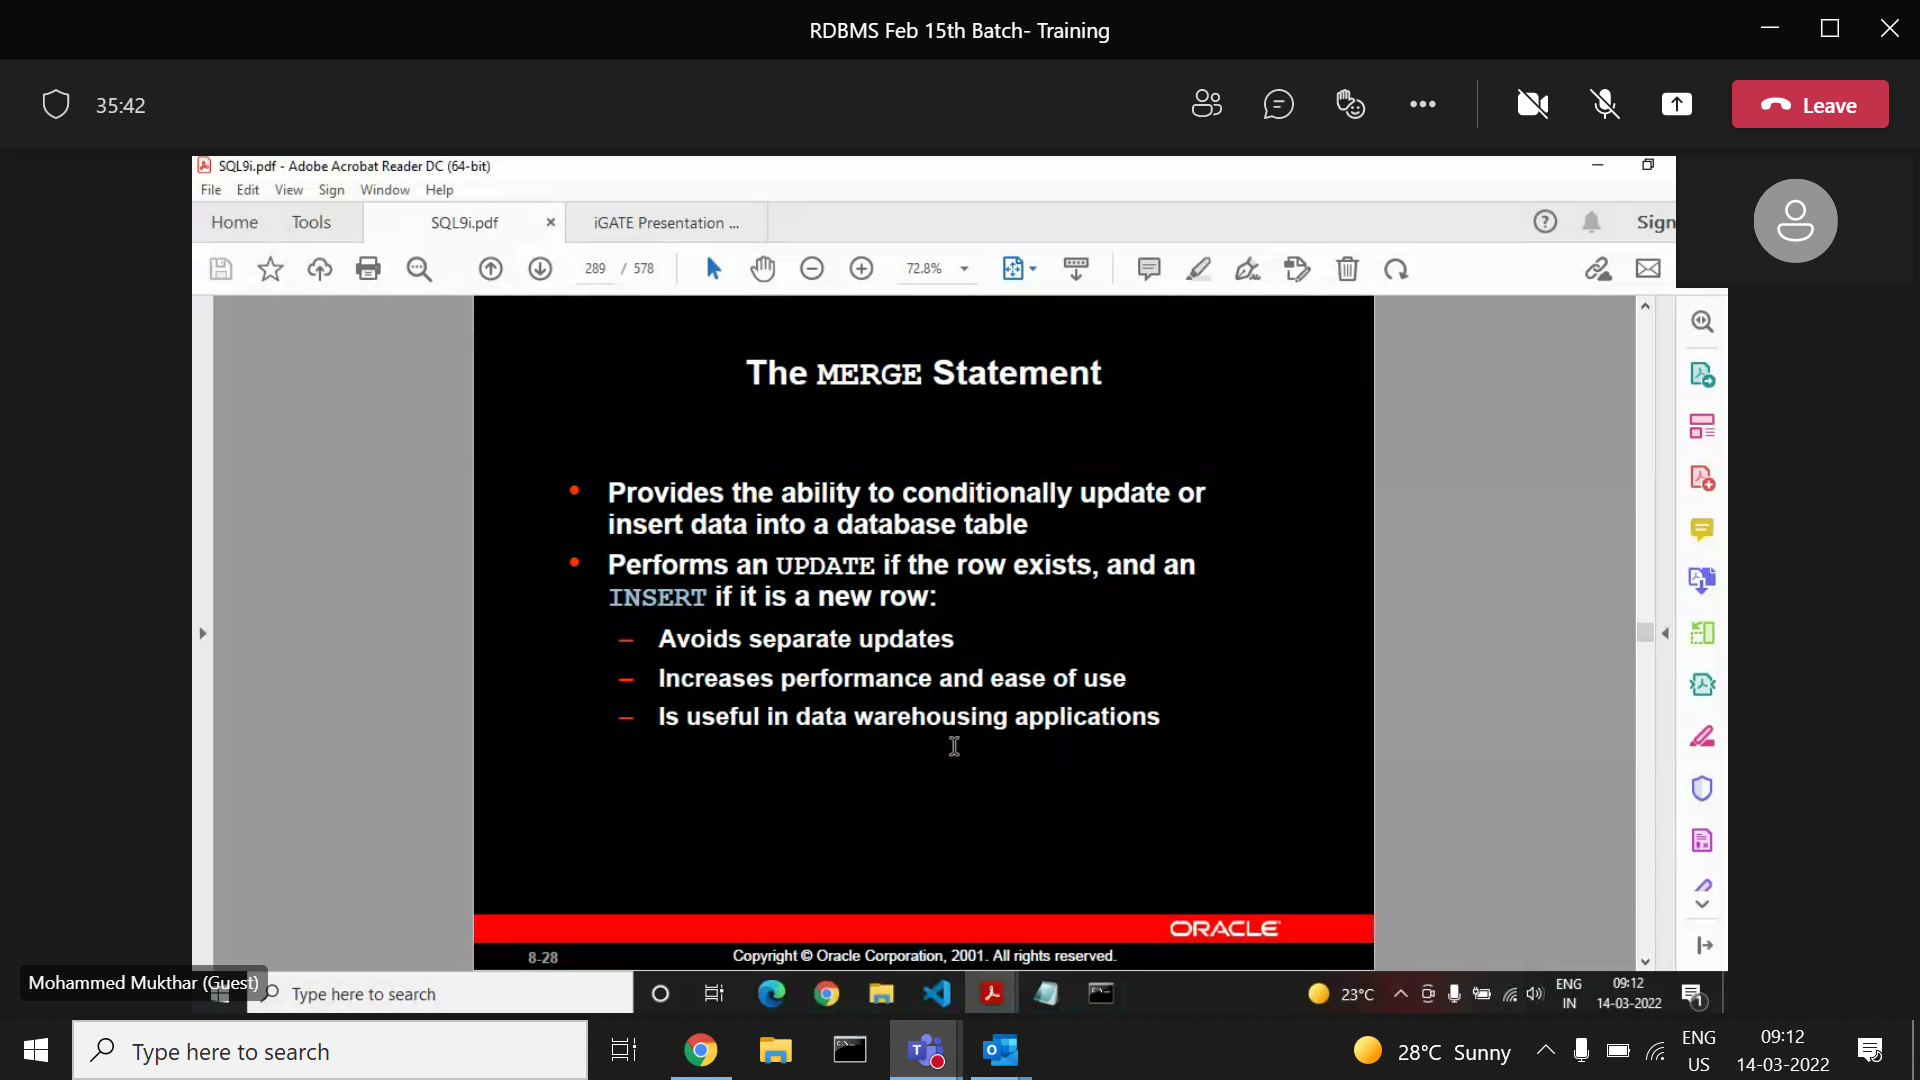 RDBMS Feb 15th Batch- Training
35:42
Leave
SQL9i.pdf - Adobe Acrobat Reader DC (64-bit)
File Edit View Sign Window Help
Home Tools SQL9i.pdf iGATE Presentation ... Sign
289 / 578 72.8%
The MERGE Statement
• Provides the ability to conditionally update or
insert data into a database table
• Performs an UPDATE if the row exists, and an
INSERT if it is a new row:
– Avoids separate updates
– Increases performance and ease of use
– Is useful in data warehousing applications
ORACLE
8-28 Copyright © Oracle Corporation, 2001. All rights reserved.
Mohammed Mukthar (Guest)
Type here to search
23°C
ENG
IN
09:12
14-03-2022
1
Type here to search
28°C Sunny
ENG
US
09:12
14-03-2022